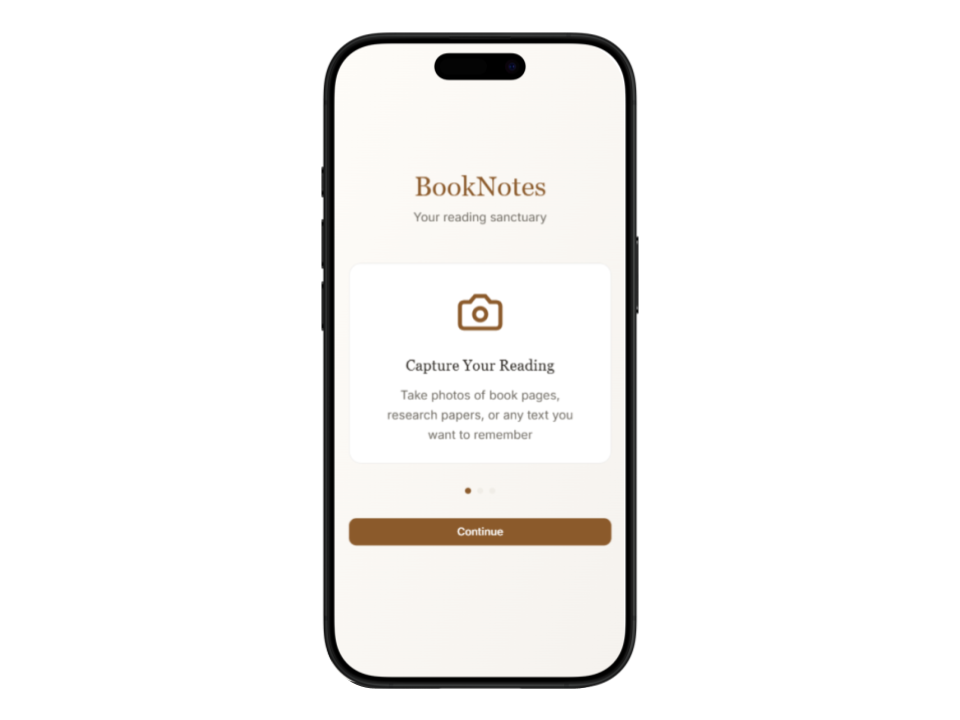 BookNotes
Your reading sanctuary
Capture Your Reading
Take photos of book pages,
research papers, or any text you
want to remember
Continue